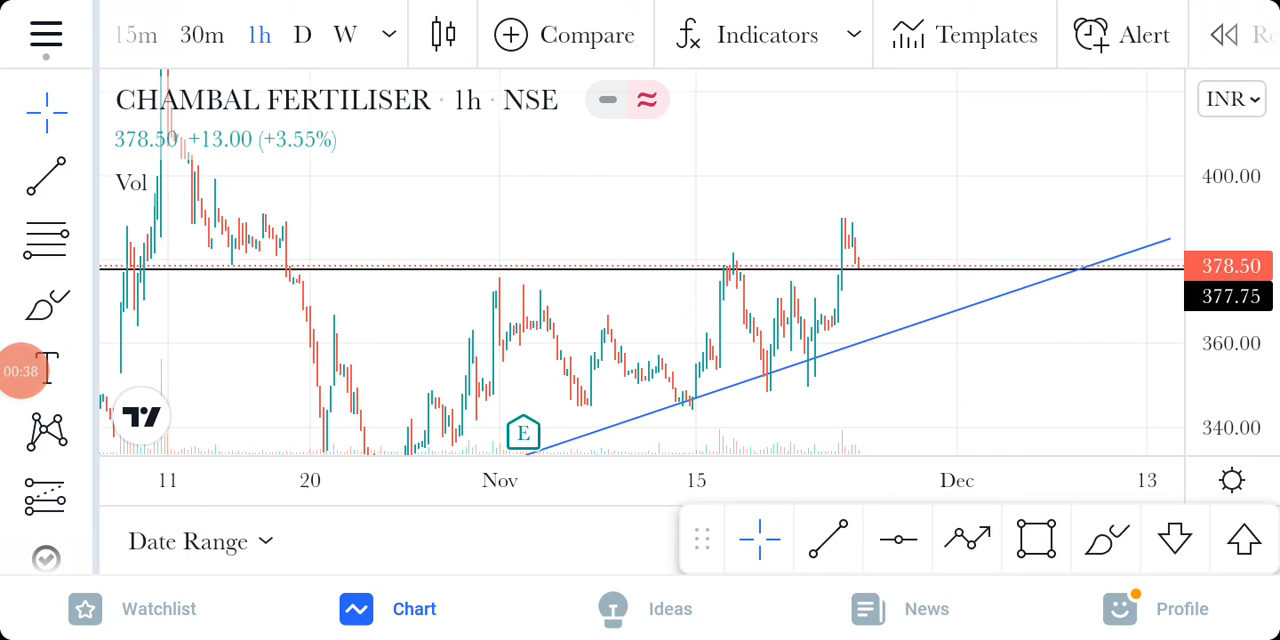 15m 30m 1h D W Compare Indicators Templates Alert
CHAMBAL FERTILISER · 1h · NSE
INR
378.50 +13.00 (+3.55%)
Vol
400.00
378.50
377.75
360.00
340.00
00:38
T
E
11 20 Nov 15 Dec 13
Date Range
Watchlist Chart Ideas News Profile